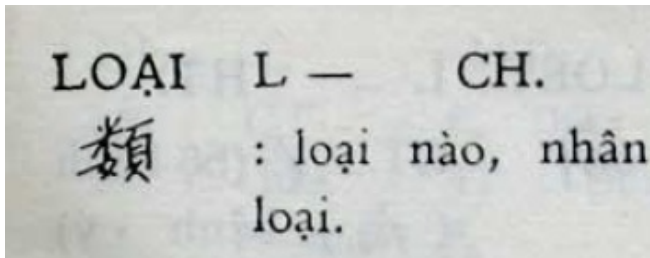 LOẠI L — CH.
類 : loại nào, nhân
loại.